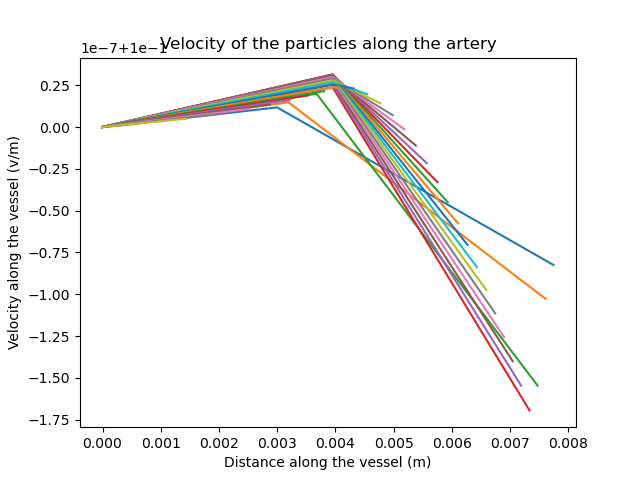 Velocity of the particles along the artery
1e−7+1e−1
0.25
0.00
−0.25
−0.50
−0.75
−1.00
−1.25
−1.50
−1.75
Velocity along the vessel (v/m)
0.000 0.001 0.002 0.003 0.004 0.005 0.006 0.007 0.008
Distance along the vessel (m)